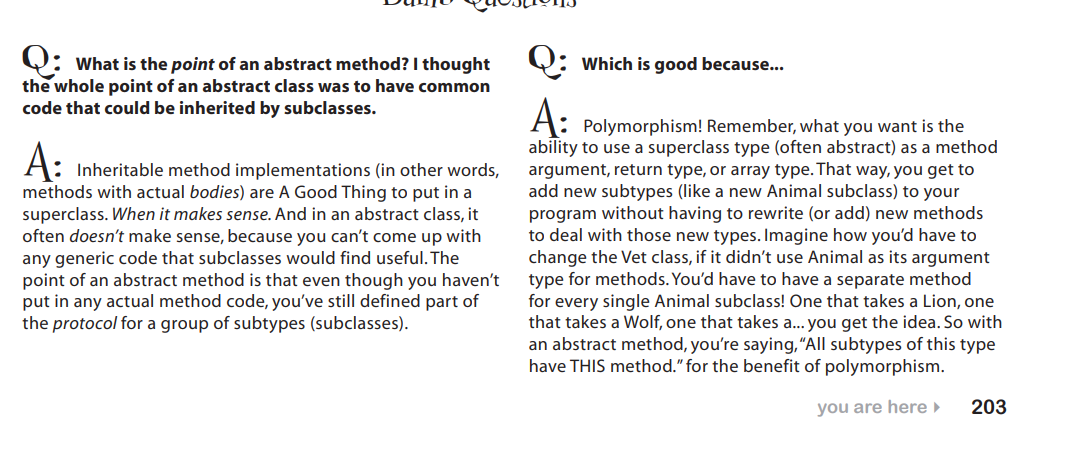 Q: What is the point of an abstract method? I thought
the whole point of an abstract class was to have common
code that could be inherited by subclasses.
A: Inheritable method implementations (in other words,
methods with actual bodies) are A Good Thing to put in a
superclass. When it makes sense. And in an abstract class, it
often doesn’t make sense, because you can’t come up with
any generic code that subclasses would find useful. The
point of an abstract method is that even though you haven’t
put in any actual method code, you’ve still defined part of
the protocol for a group of subtypes (subclasses).
Q: Which is good because...
A: Polymorphism! Remember, what you want is the
ability to use a superclass type (often abstract) as a method
argument, return type, or array type. That way, you get to
add new subtypes (like a new Animal subclass) to your
program without having to rewrite (or add) new methods
to deal with those new types. Imagine how you’d have to
change the Vet class, if it didn’t use Animal as its argument
type for methods. You’d have to have a separate method
for every single Animal subclass! One that takes a Lion, one
that takes a Wolf, one that takes a... you get the idea. So with
an abstract method, you’re saying, “All subtypes of this type
have THIS method.” for the benefit of polymorphism.
you are here
203